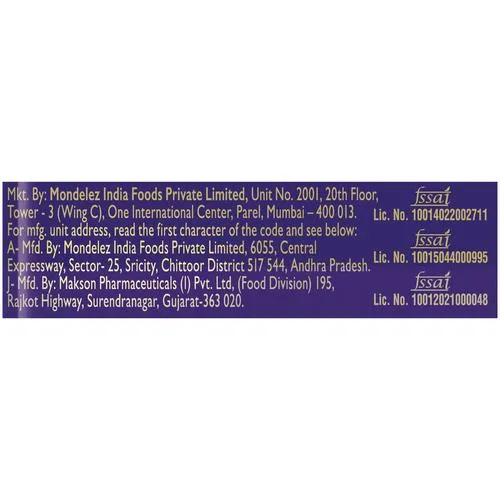 Mkt. By: Mondelez India Foods Private Limited, Unit No. 2001, 20th Floor,
Tower - 3 (Wing C), One International Center, Parel, Mumbai – 400 013.
For mfg. unit address, read the first character of the code and see below:
A- Mfd. By: Mondelez India Foods Private Limited, 6055, Central
Expressway, Sector- 25, Sricity, Chittoor District 517 544, Andhra Pradesh.
J- Mfd. By: Makson Pharmaceuticals (I) Pvt. Ltd, (Food Division) 195,
Rajkot Highway, Surendranagar, Gujarat-363 020.
fssai
Lic. No. 10014022002711
fssai
Lic. No. 10015044000995
fssai
Lic. No. 10012021000048